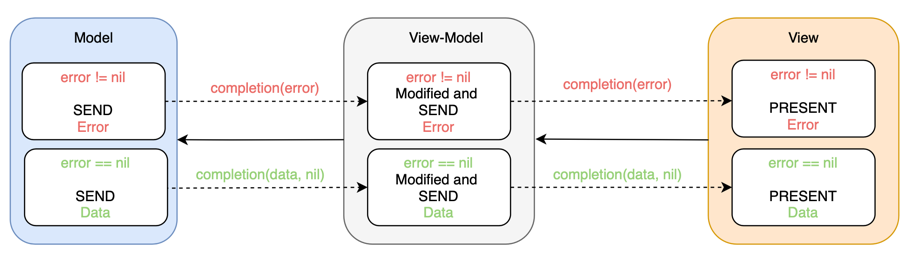 Model
error != nil
SEND
Error
error == nil
SEND
Data
completion(error)
completion(data, nil)
View-Model
error != nil
Modified and
SEND
Error
error == nil
Modified and
SEND
Data
completion(error)
completion(data, nil)
View
error != nil
PRESENT
Error
error == nil
PRESENT
Data